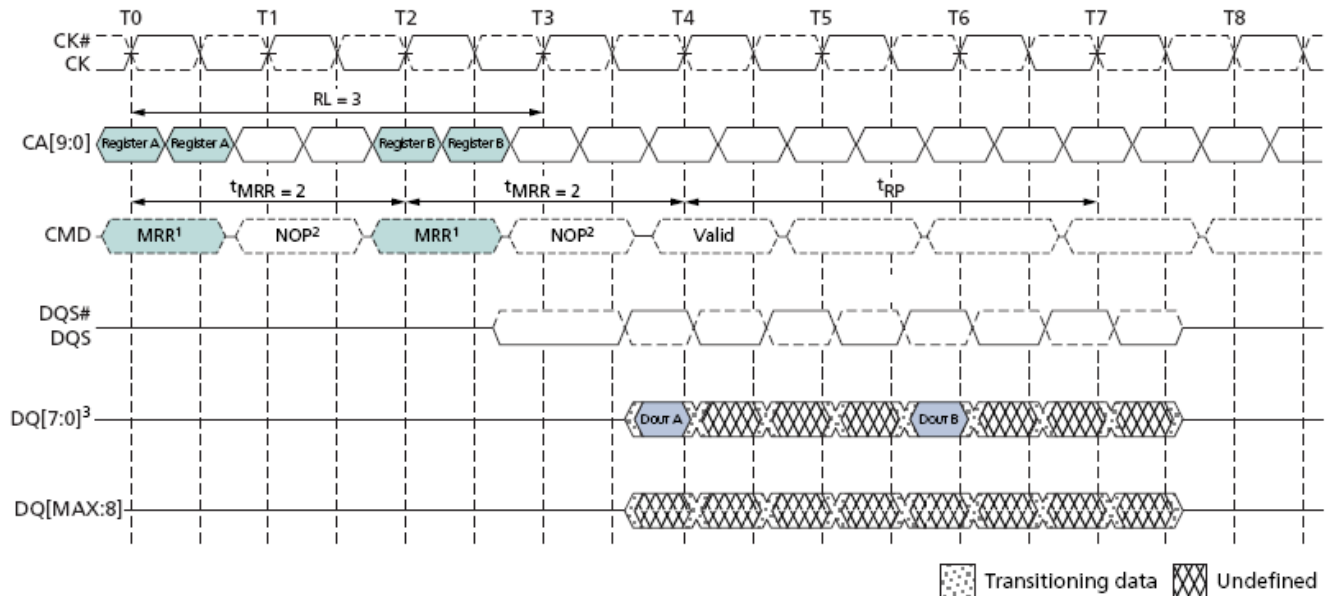 T0 T1 T2 T3 T4 T5 T6 T7 T8
CK#
CK
RL = 3
CA[9:0] Register A Register A Register B Register B
tMRR = 2 tMRR = 2 tRP
CMD MRR1 NOP2 MRR1 NOP2 Valid
DQS#
DQS
DQ[7:0]3 DOUT A DOUT B
DQ[MAX:8]
Transitioning data Undefined